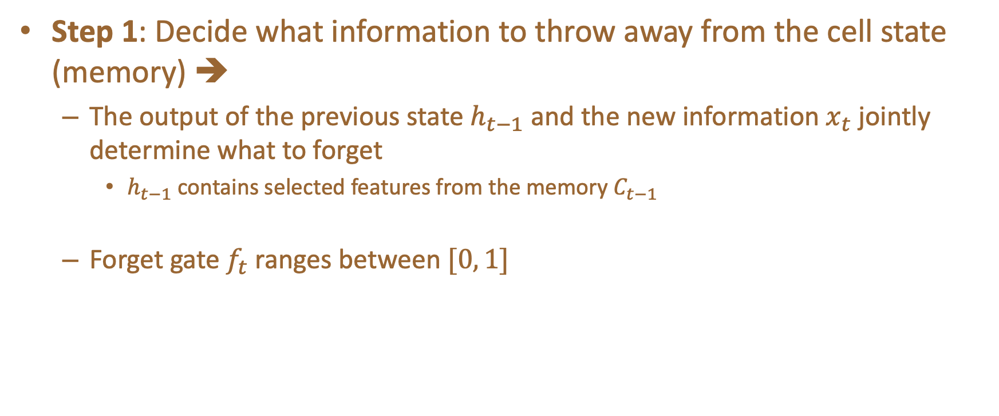 • Step 1: Decide what information to throw away from the cell state
(memory) ➔
– The output of the previous state ℎ𝑡−1 and the new information 𝑥𝑡 jointly
determine what to forget
• ℎ𝑡−1 contains selected features from the memory 𝐶𝑡−1
– Forget gate 𝑓𝑡 ranges between [0, 1]